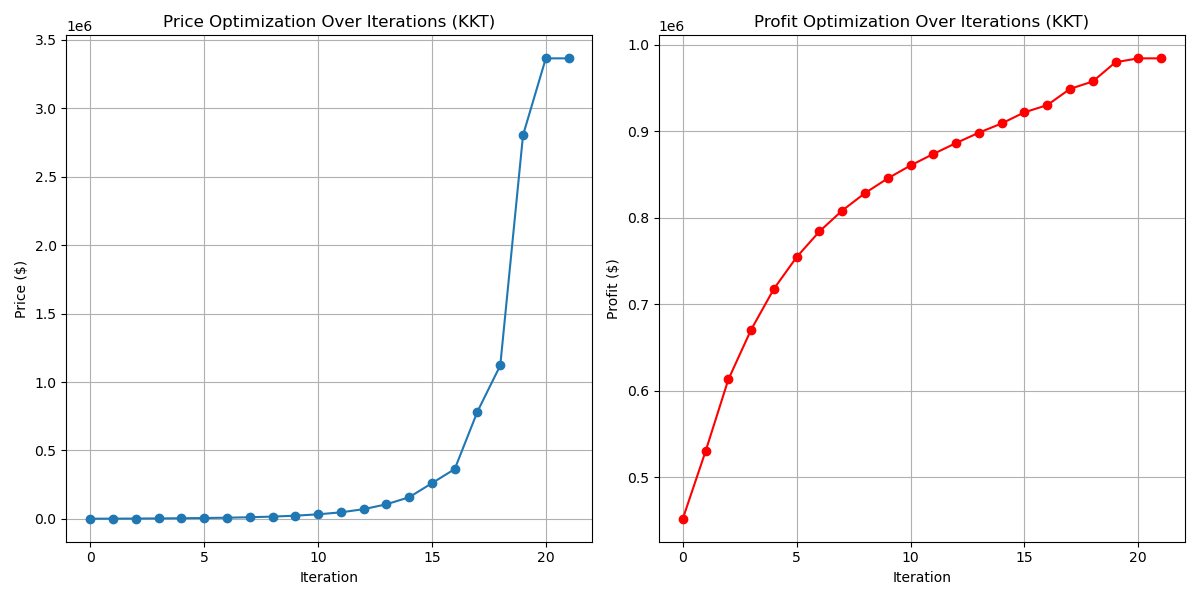 Price Optimization Over Iterations (KKT)
1e6
3.5
3.0
2.5
2.0
1.5
1.0
0.5
0.0
Price ($)
0 5 10 15 20
Iteration
Profit Optimization Over Iterations (KKT)
1e6
1.0
0.9
0.8
0.7
0.6
0.5
Profit ($)
0 5 10 15 20
Iteration